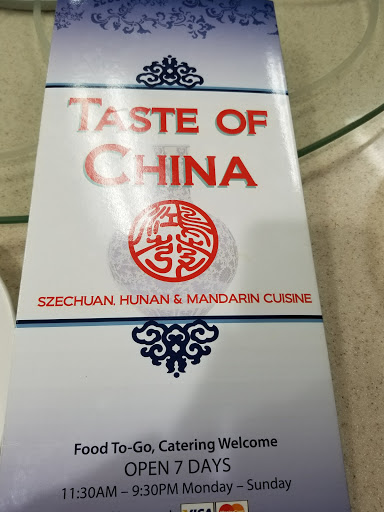 TASTE OF
CHINA
SZECHUAN, HUNAN & MANDARIN CUISINE
Food To-Go, Catering Welcome
OPEN 7 DAYS
11:30AM – 9:30PM Monday – Sunday
VISA